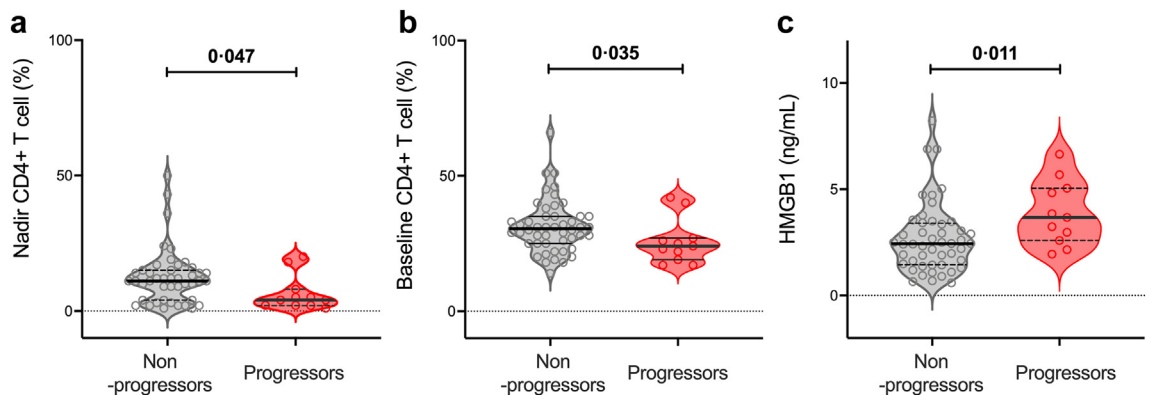 a
Nadir CD4+ T cell (%)
100
50
0
0·047
Non
-progressors
Progressors
b
Baseline CD4+ T cell (%)
100
50
0
0·035
Non
-progressors
Progressors
c
HMGB1 (ng/mL)
10
5
0
0·011
Non
-progressors
Progressors